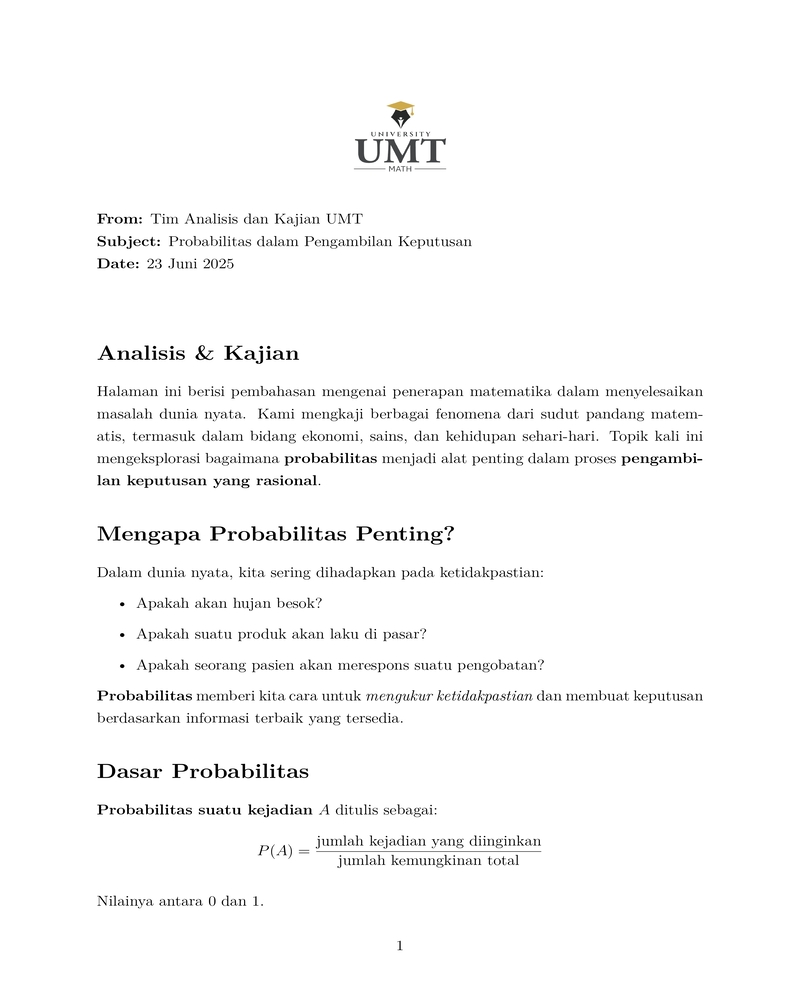 UNIVERSITY
UMT
MATH
From: Tim Analisis dan Kajian UMT
Subject: Probabilitas dalam Pengambilan Keputusan
Date: 23 Juni 2025
Analisis & Kajian
Halaman ini berisi pembahasan mengenai penerapan matematika dalam menyelesaikan
masalah dunia nyata. Kami mengkaji berbagai fenomena dari sudut pandang matem-
atis, termasuk dalam bidang ekonomi, sains, dan kehidupan sehari-hari. Topik kali ini
mengeksplorasi bagaimana probabilitas menjadi alat penting dalam proses pengambi-
lan keputusan yang rasional.
Mengapa Probabilitas Penting?
Dalam dunia nyata, kita sering dihadapkan pada ketidakpastian:
• Apakah akan hujan besok?
• Apakah suatu produk akan laku di pasar?
• Apakah seorang pasien akan merespons suatu pengobatan?
Probabilitas memberi kita cara untuk mengukur ketidakpastian dan membuat keputusan
berdasarkan informasi terbaik yang tersedia.
Dasar Probabilitas
Probabilitas suatu kejadian A ditulis sebagai:
P(A) = jumlah kejadian yang diinginkan
jumlah kemungkinan total
Nilainya antara 0 dan 1.
1